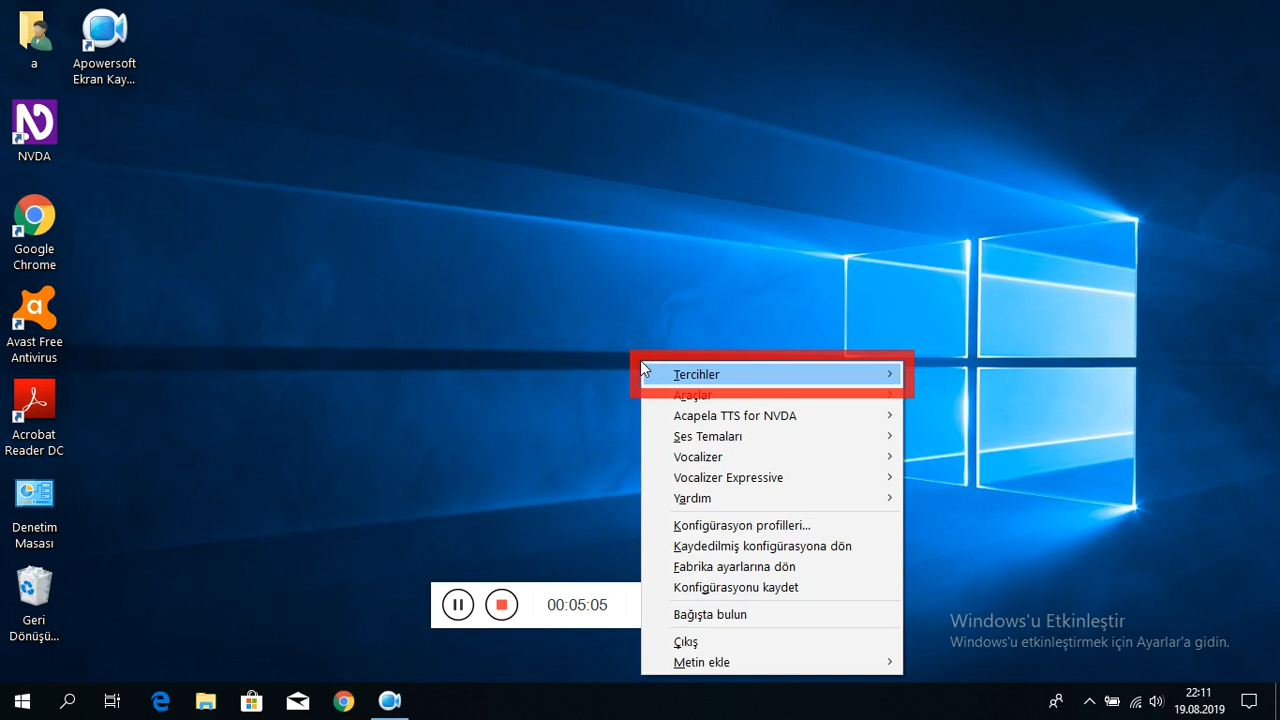 a
Apowersoft
Ekran Kay...
NVDA
Google
Chrome
Avast Free
Antivirus
Acrobat
Reader DC
Denetim
Masası
Geri
Dönüşü...
Tercihler
Araçlar
Acapela TTS for NVDA
Ses Temaları
Vocalizer
Vocalizer Expressive
Yardım
Konfigürasyon profilleri...
Kaydedilmiş konfigürasyona dön
Fabrika ayarlarına dön
Konfigürasyonu kaydet
Bağışta bulun
Çıkış
Metin ekle
00:05:05
Windows'u Etkinleştir
Windows'u etkinleştirmek için Ayarlar'a gidin.
22:11
19.08.2019